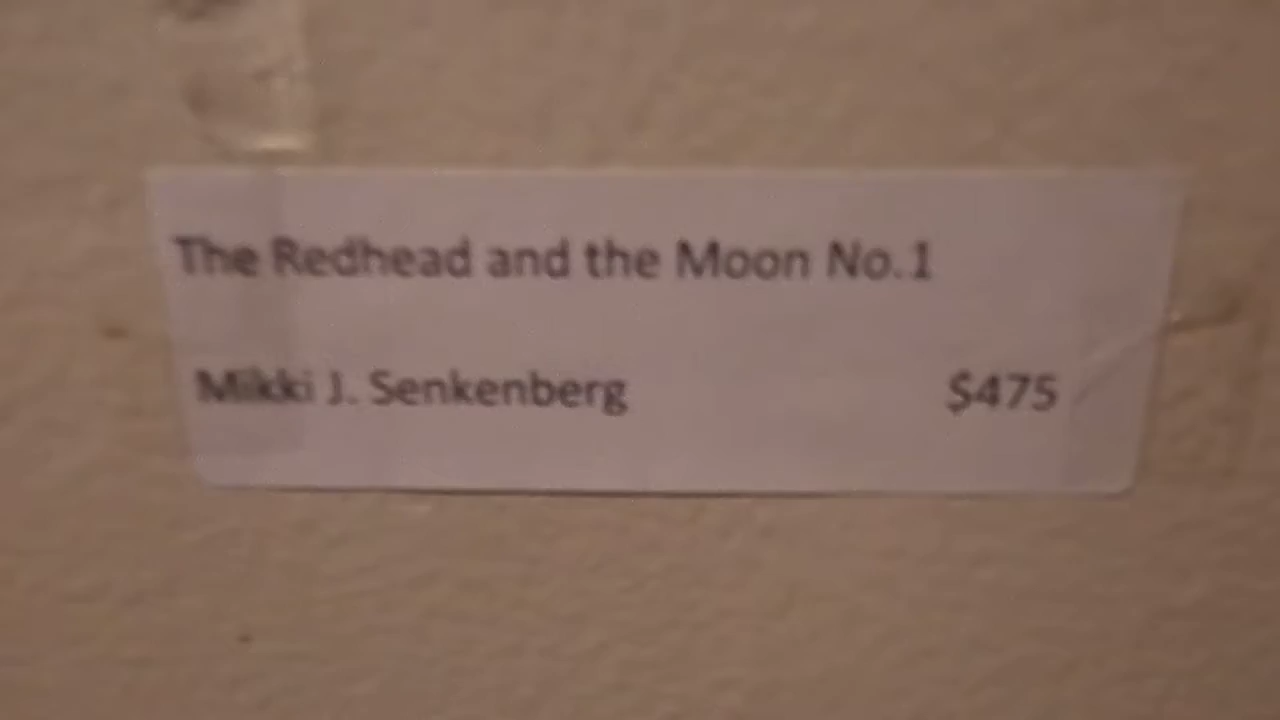 The Redhead and the Moon No.1
Mikki J. Senkenberg $475